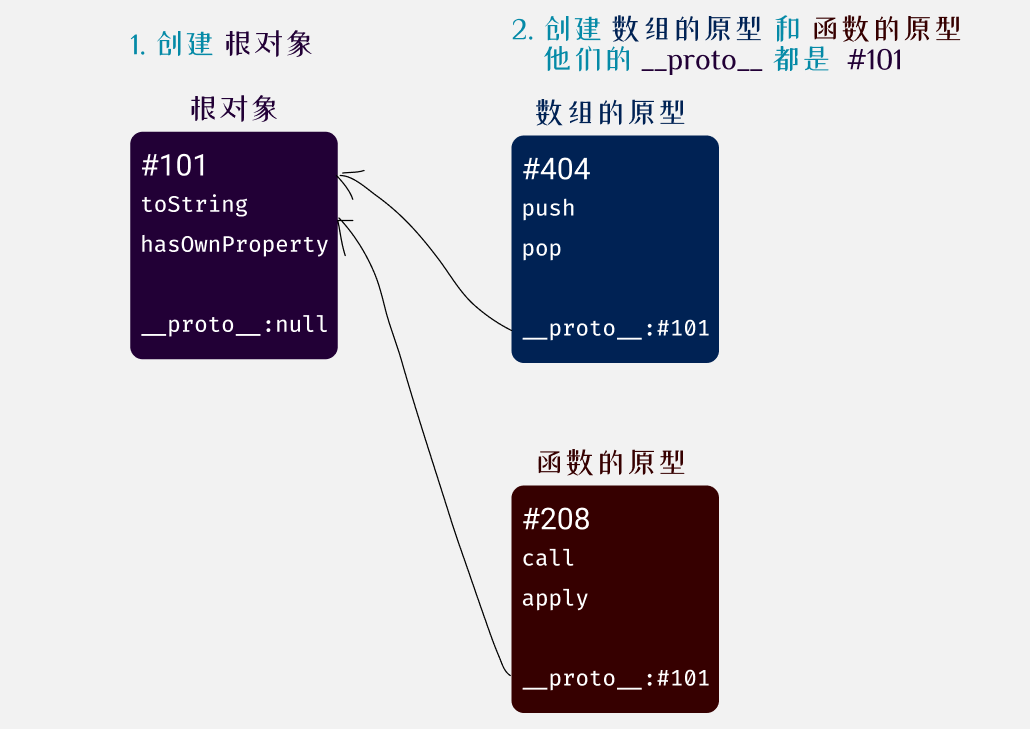 1. 创建 根对象
2. 创建 数组的原型 和 函数的原型
他们的 __proto__ 都是 #101
根对象
#101
toString
hasOwnProperty
__proto__:null
数组的原型
#404
push
pop
__proto__:#101
函数的原型
#208
call
apply
__proto__:#101